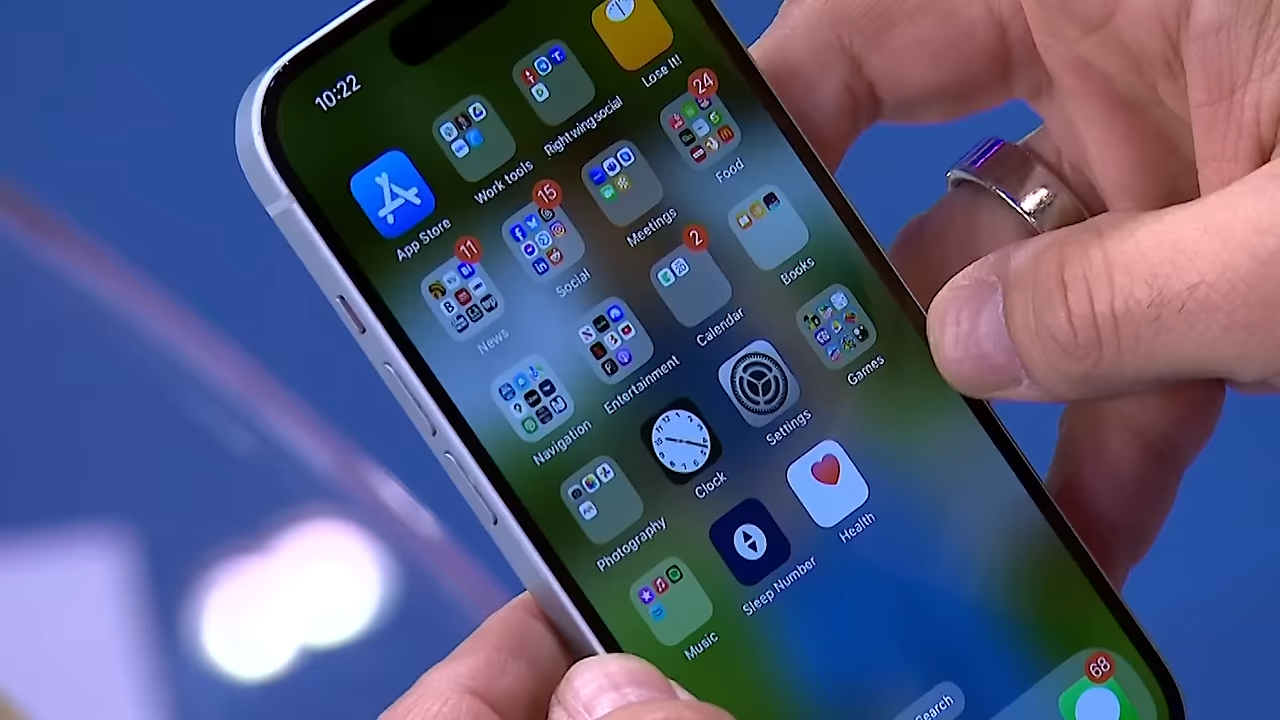 10:22
App Store
Work tools
Right wing social
Lose It!
11
News
15
Social
Meetings
24
Food
Navigation
Entertainment
2
Calendar
Books
Photography
Clock
Settings
Games
Music
Sleep Number
Health
Search
68